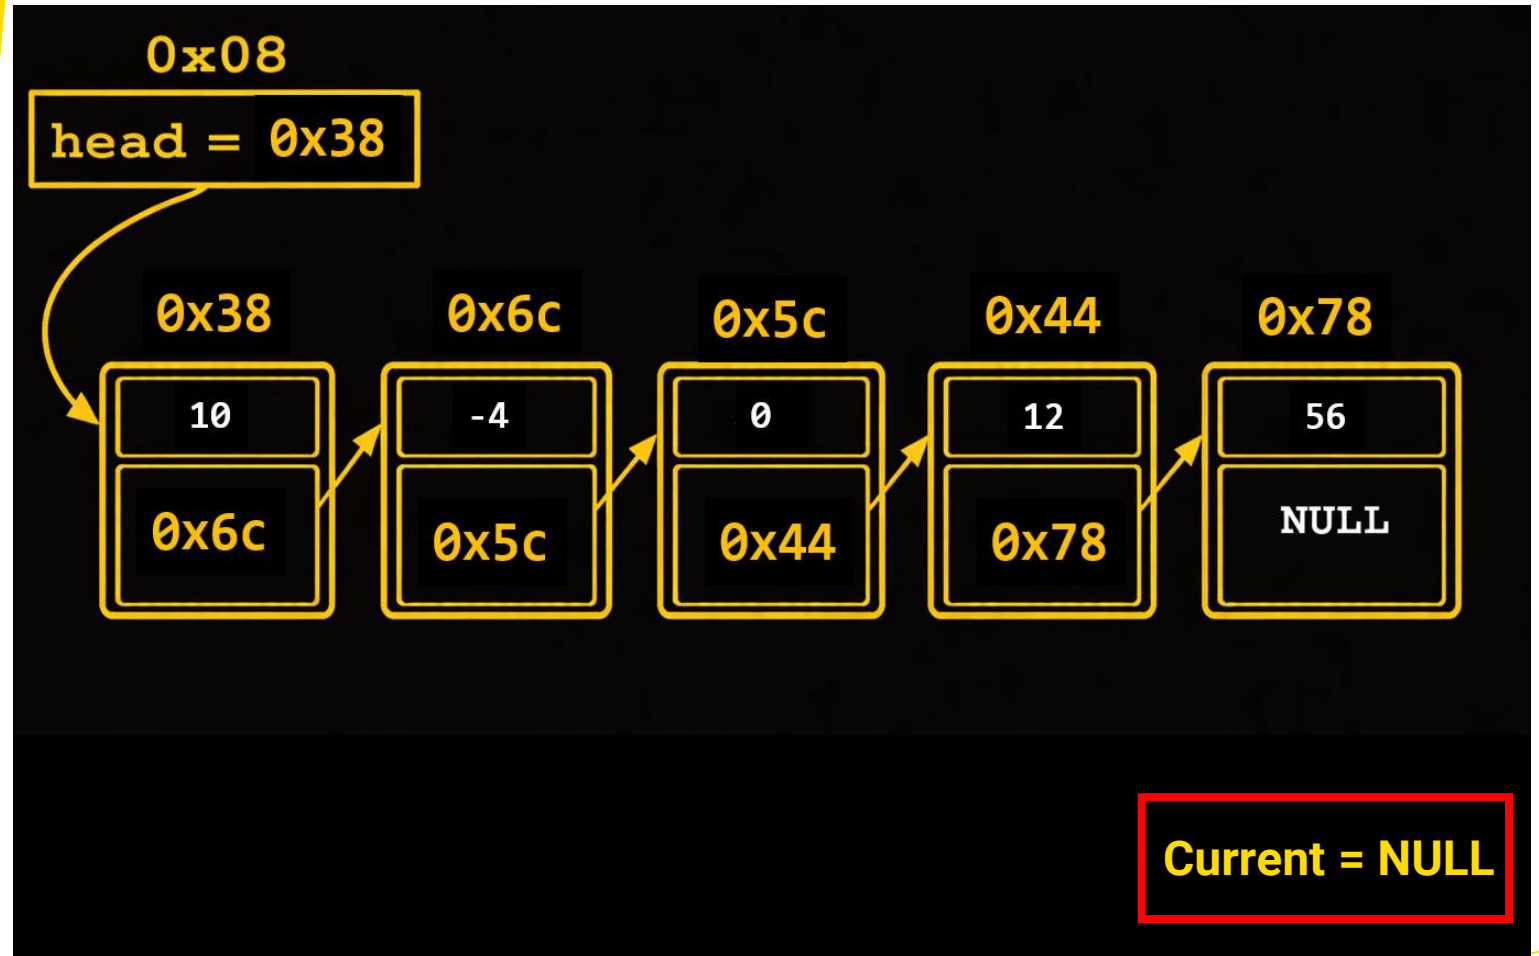 0x08
head = 0x38
0x38 0x6c 0x5c 0x44 0x78
10 -4 0 12 56
0x6c 0x5c 0x44 0x78 NULL
Current = NULL